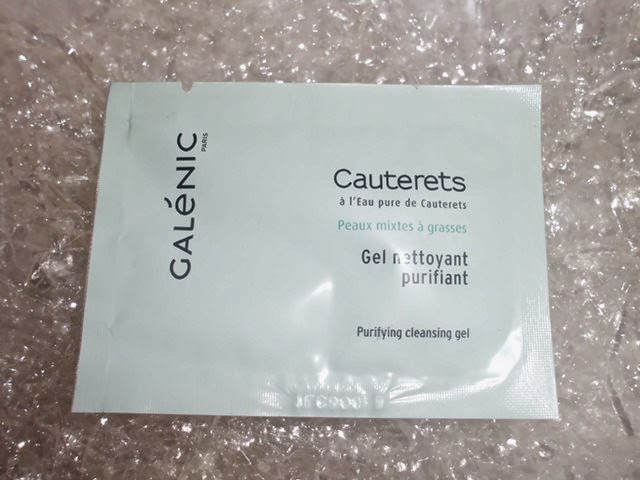 GALéNIC
PARIS
Cauterets
à l'Eau pure de Cauterets
Peaux mixtes à grasses
Gel nettoyant
purifiant
Purifying cleansing gel